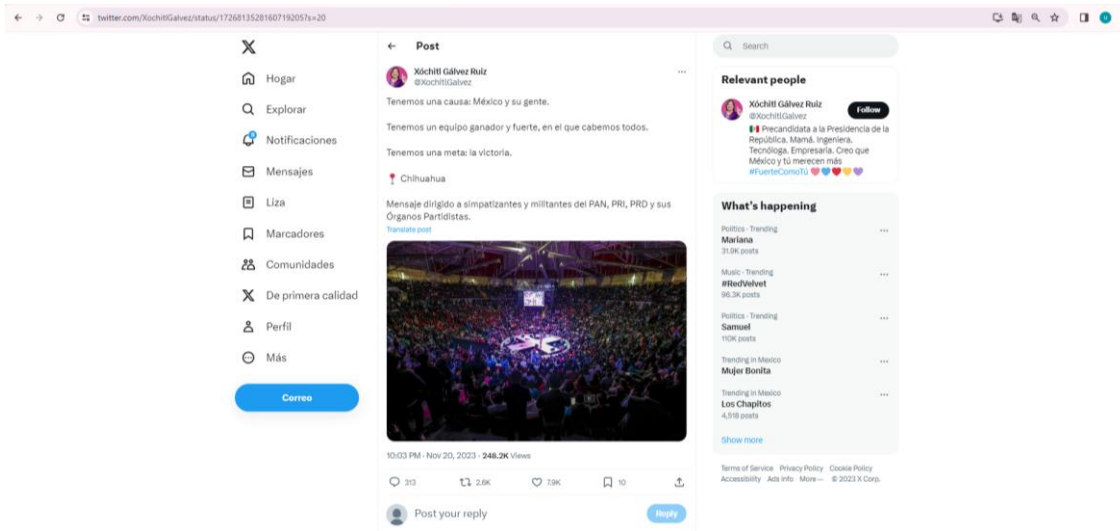 twitter.com/XochitlGalvez/status/1726813528160719205?s=20
Hogar
Explorar
Notificaciones
Mensajes
Liza
Marcadores
Comunidades
De primera calidad
Perfil
Más
Correo
Post
Xóchitl Gálvez Ruiz
@XochitlGalvez
Tenemos una causa: México y su gente.
Tenemos un equipo ganador y fuerte, en el que cabemos todos.
Tenemos una meta: la victoria.
📍 Chihuahua
Mensaje dirigido a simpatizantes y militantes del PAN, PRI, PRD y sus
Órganos Partidistas.
Translate post
10:03 PM · Nov 20, 2023 · 248.2K Views
313 2.6K 7.9K 10
Post your reply
Reply
Search
Relevant people
Xóchitl Gálvez Ruiz
@XochitlGalvez
Follow
🇲🇽 Precandidata a la Presidencia de la
República. Mamá. Ingeniera.
Tecnóloga. Empresaria. Creo que
México y tú merecen más
#FuerteComoTú
What's happening
Politics · Trending
Mariana
31.9K posts
Music · Trending
#RedVelvet
96.3K posts
Politics · Trending
Samuel
110K posts
Trending in Mexico
Mujer Bonita
Trending in Mexico
Los Chapitos
4,518 posts
Show more
Terms of Service Privacy Policy Cookie Policy
Accessibility Ads info More ··· © 2023 X Corp.